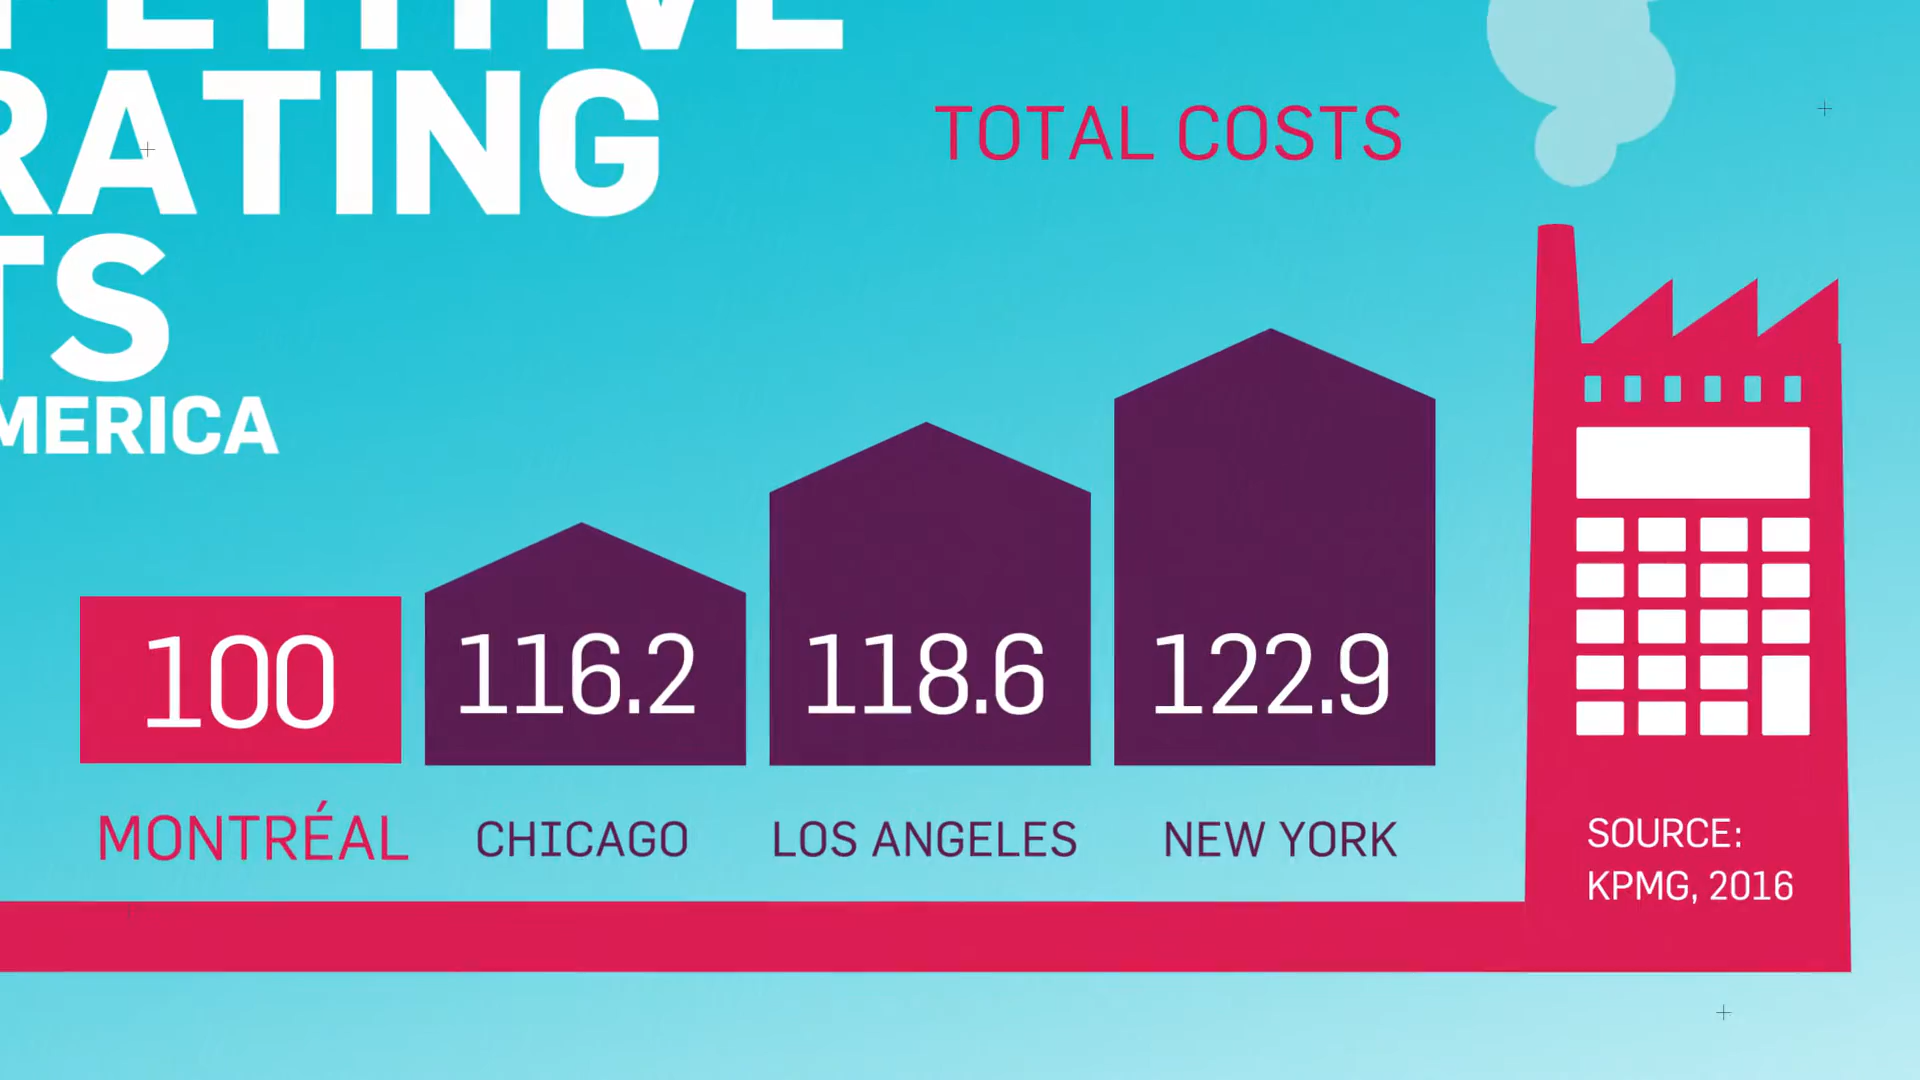 RATING
TS
MERICA
TOTAL COSTS
100
116.2
118.6
122.9
MONTRÉAL
CHICAGO
LOS ANGELES
NEW YORK
SOURCE:
KPMG, 2016